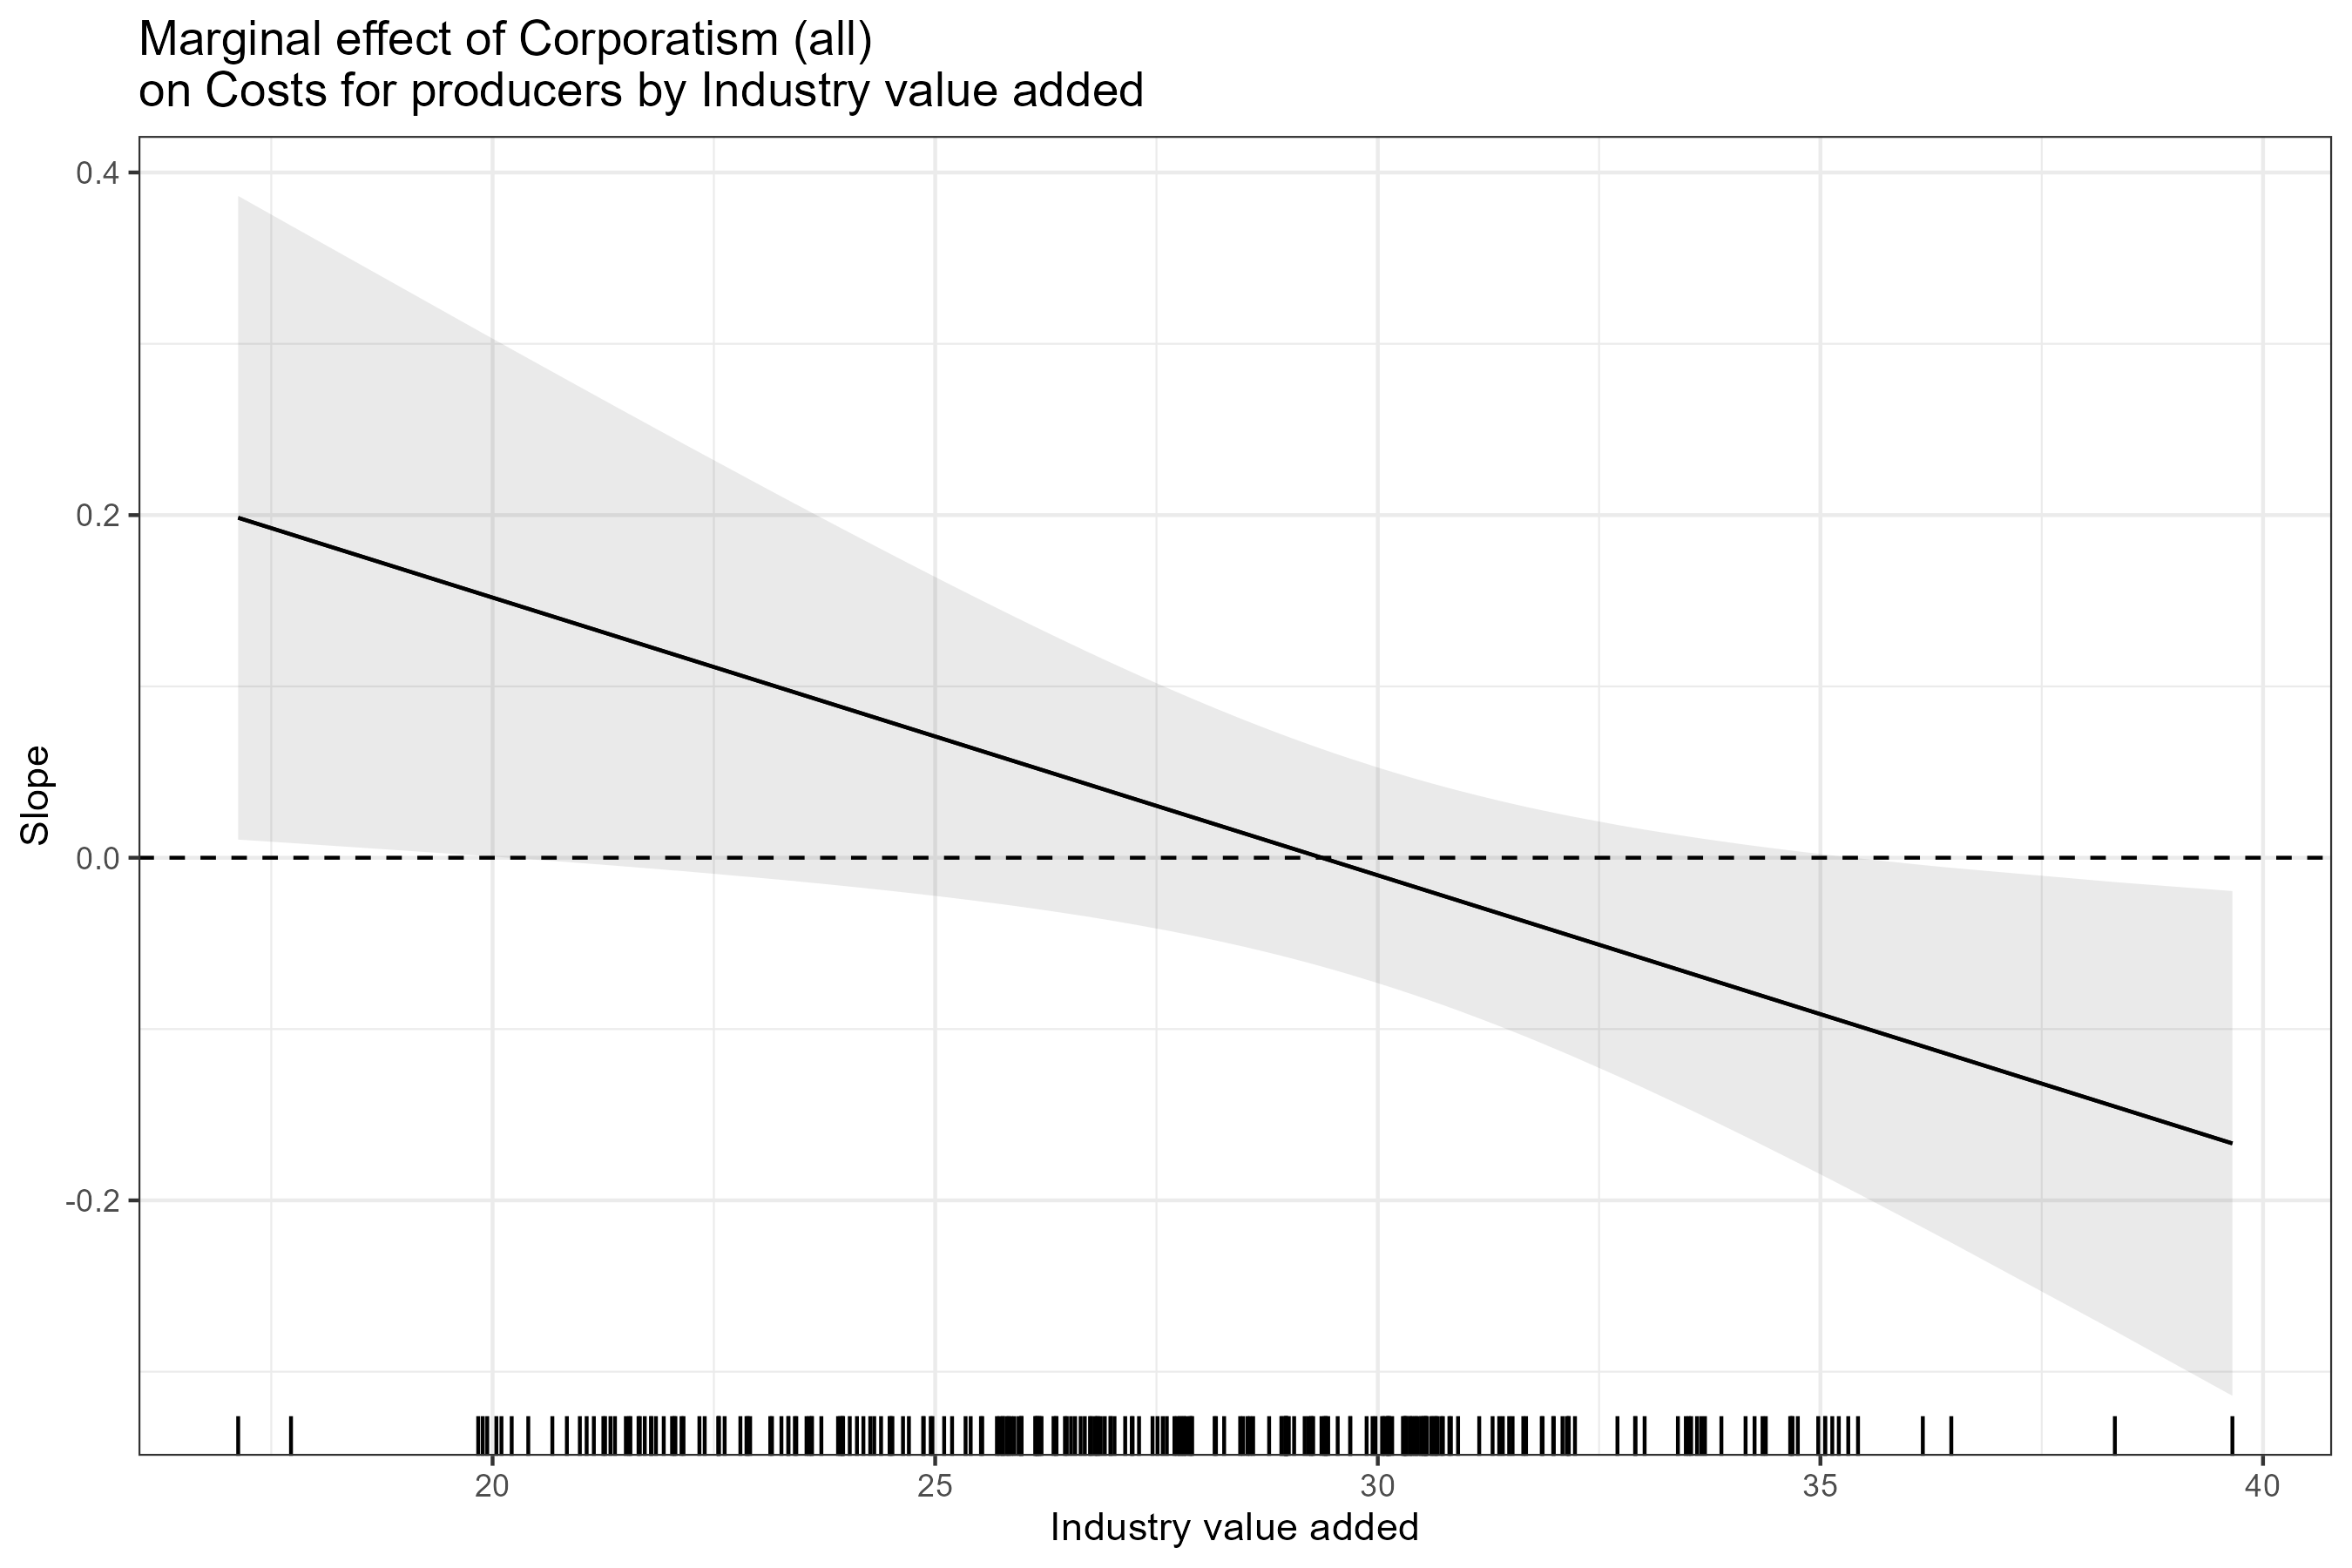 Marginal effect of Corporatism (all)
on Costs for producers by Industry value added
0.4
0.2
0.0
-0.2
Slope
20 25 30 35 40
Industry value added